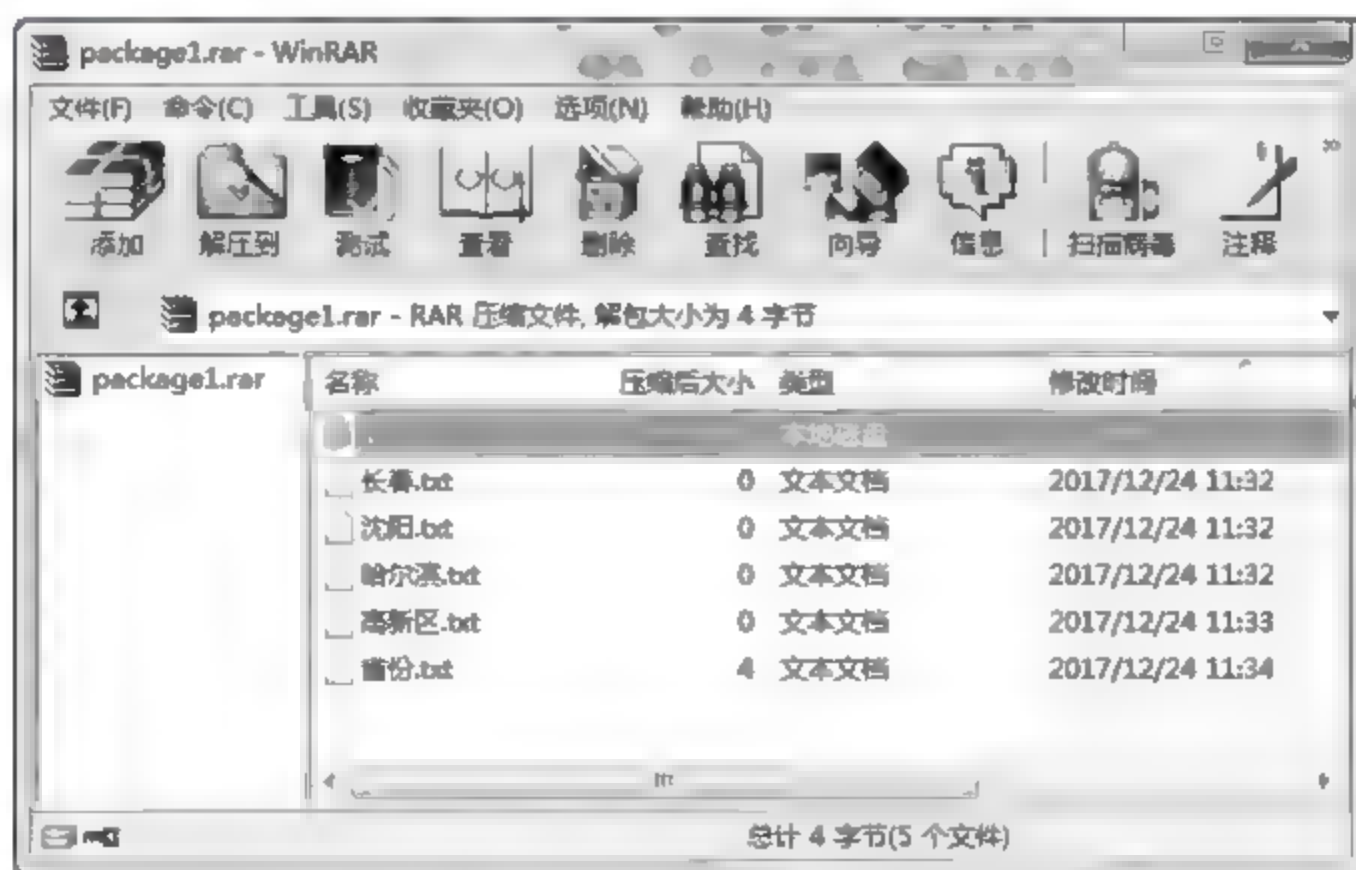 package1.rar - WinRAR
文件(F) 命令(C) 工具(S) 收藏夹(O) 选项(N) 帮助(H)
添加 解压到 测试 查看 删除 查找 向导 信息 扫描病毒 注释
package1.rar - RAR 压缩文件, 解包大小为 4 字节
package1.rar
名称 压缩后大小 类型 修改时间
. 本地磁盘
长春.txt 0 文本文档 2017/12/24 11:32
沈阳.txt 0 文本文档 2017/12/24 11:32
哈尔滨.txt 0 文本文档 2017/12/24 11:32
高新区.txt 0 文本文档 2017/12/24 11:33
省份.txt 4 文本文档 2017/12/24 11:34
总计 4 字节(5 个文件)